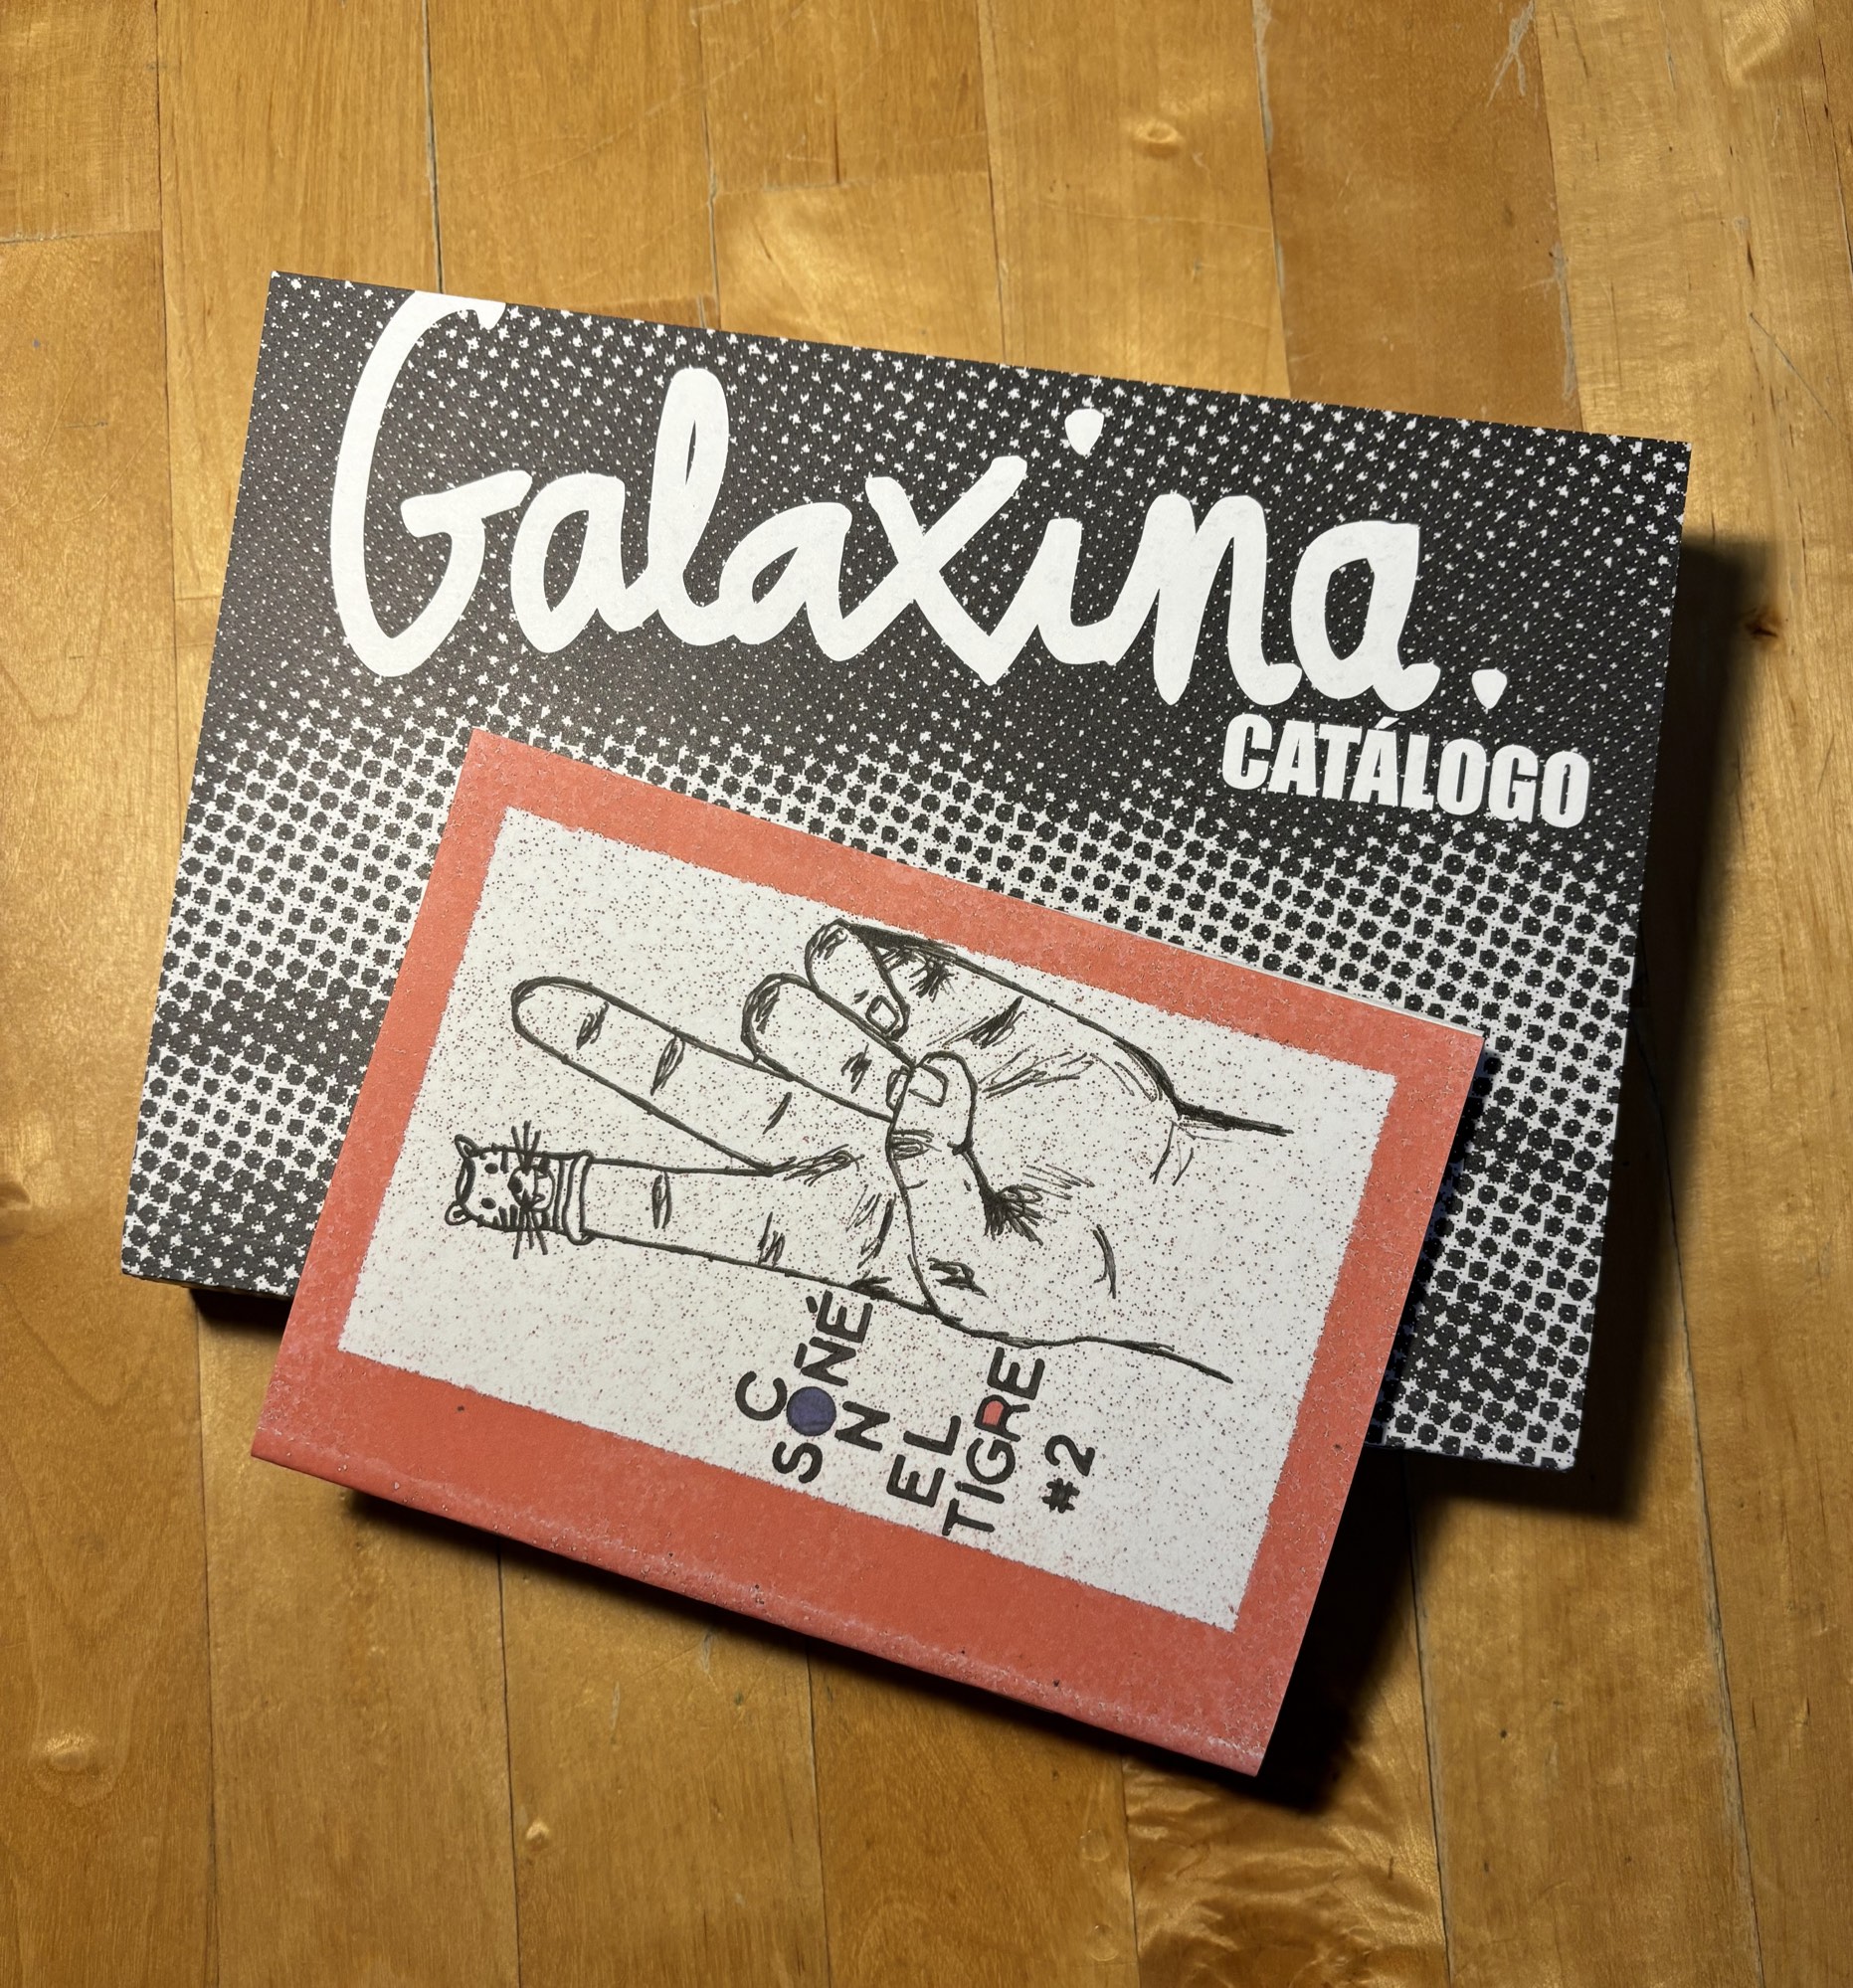 Galaxina.
CATÁLOGO
SOÑÉ
CON
EL
TIGRE
#2